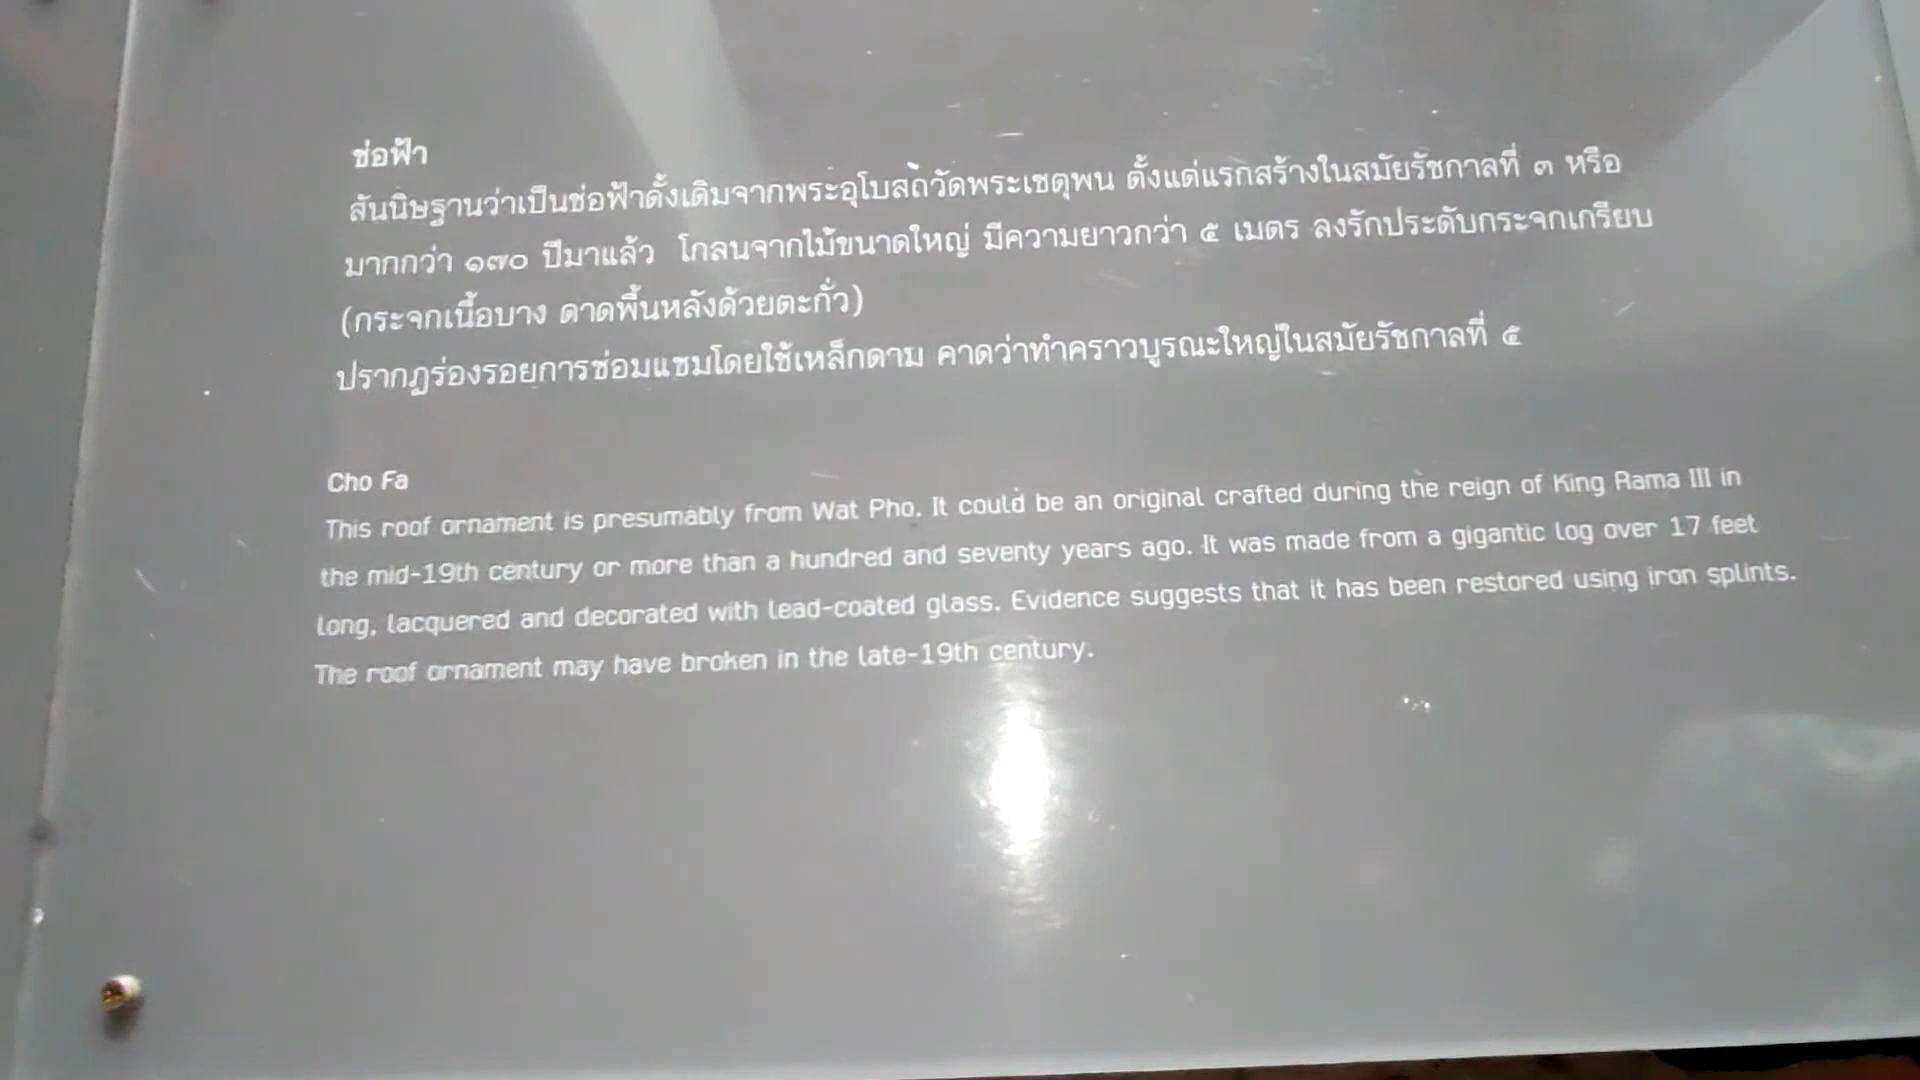 ช่อฟ้า
สันนิษฐานว่าเป็นช่อฟ้าดั้งเดิมจากพระอุโบสถวัดพระเชตุพน ตั้งแต่แรกสร้างในสมัยรัชกาลที่ ๓ หรือ
มากกว่า ๑๗๐ ปีมาแล้ว โกลนจากไม้ขนาดใหญ่ มีความยาวกว่า ๕ เมตร ลงรักประดับกระจกเกรียบ
(กระจกเนื้อบาง ดาดพื้นหลังด้วยตะกั่ว)
ปรากฏร่องรอยการซ่อมแซมโดยใช้เหล็กดาม คาดว่าทำคราวบูรณะใหญ่ในสมัยรัชกาลที่ ๕
Cho Fa
This roof ornament is presumably from Wat Pho. It could be an original crafted during the reign of King Rama III in
the mid-19th century or more than a hundred and seventy years ago. It was made from a gigantic log over 17 feet
long, lacquered and decorated with lead-coated glass. Evidence suggests that it has been restored using iron splints.
The roof ornament may have broken in the late-19th century.